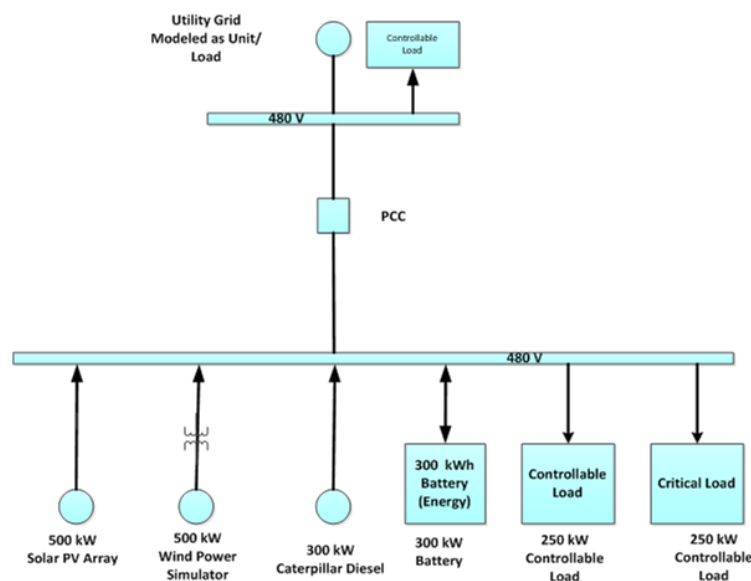 Utility Grid
Modeled as Unit/
Load
Controllable
Load
480 V
PCC
480 V
300 kWh
Battery
(Energy)
Controllable
Load
Critical Load
500 kW
Solar PV Array
500 kW
Wind Power
Simulator
300 kW
Caterpillar Diesel
300 kW
Battery
250 kW
Controllable
Load
250 kW
Controllable
Load